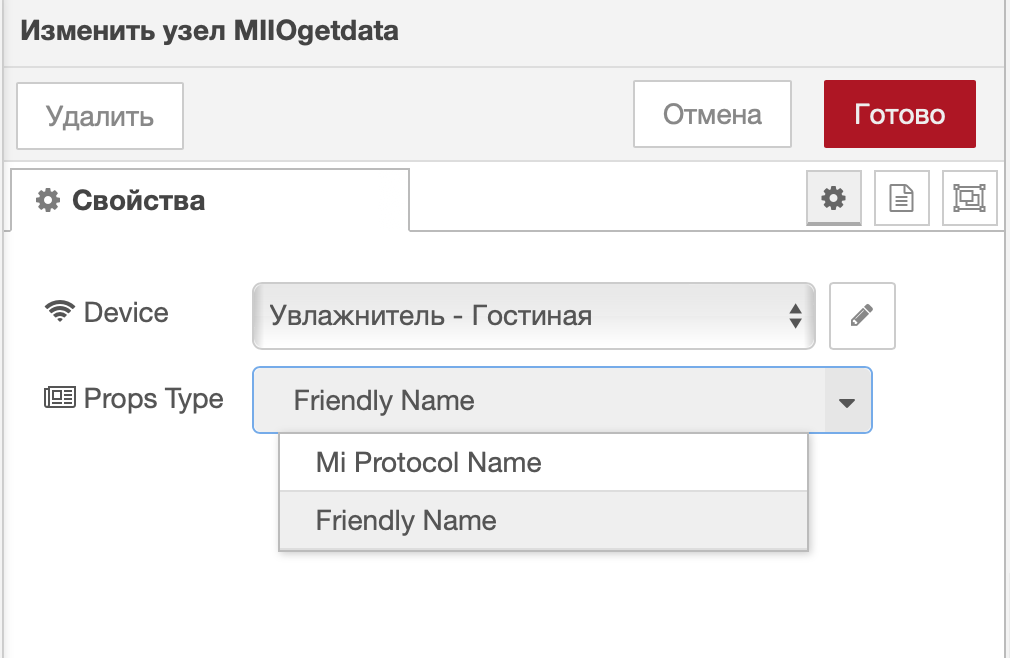 Изменить узел MIIOgetdata
Удалить
Отмена
Готово
Свойства
Device
Увлажнитель - Гостиная
Props Type
Friendly Name
Mi Protocol Name
Friendly Name